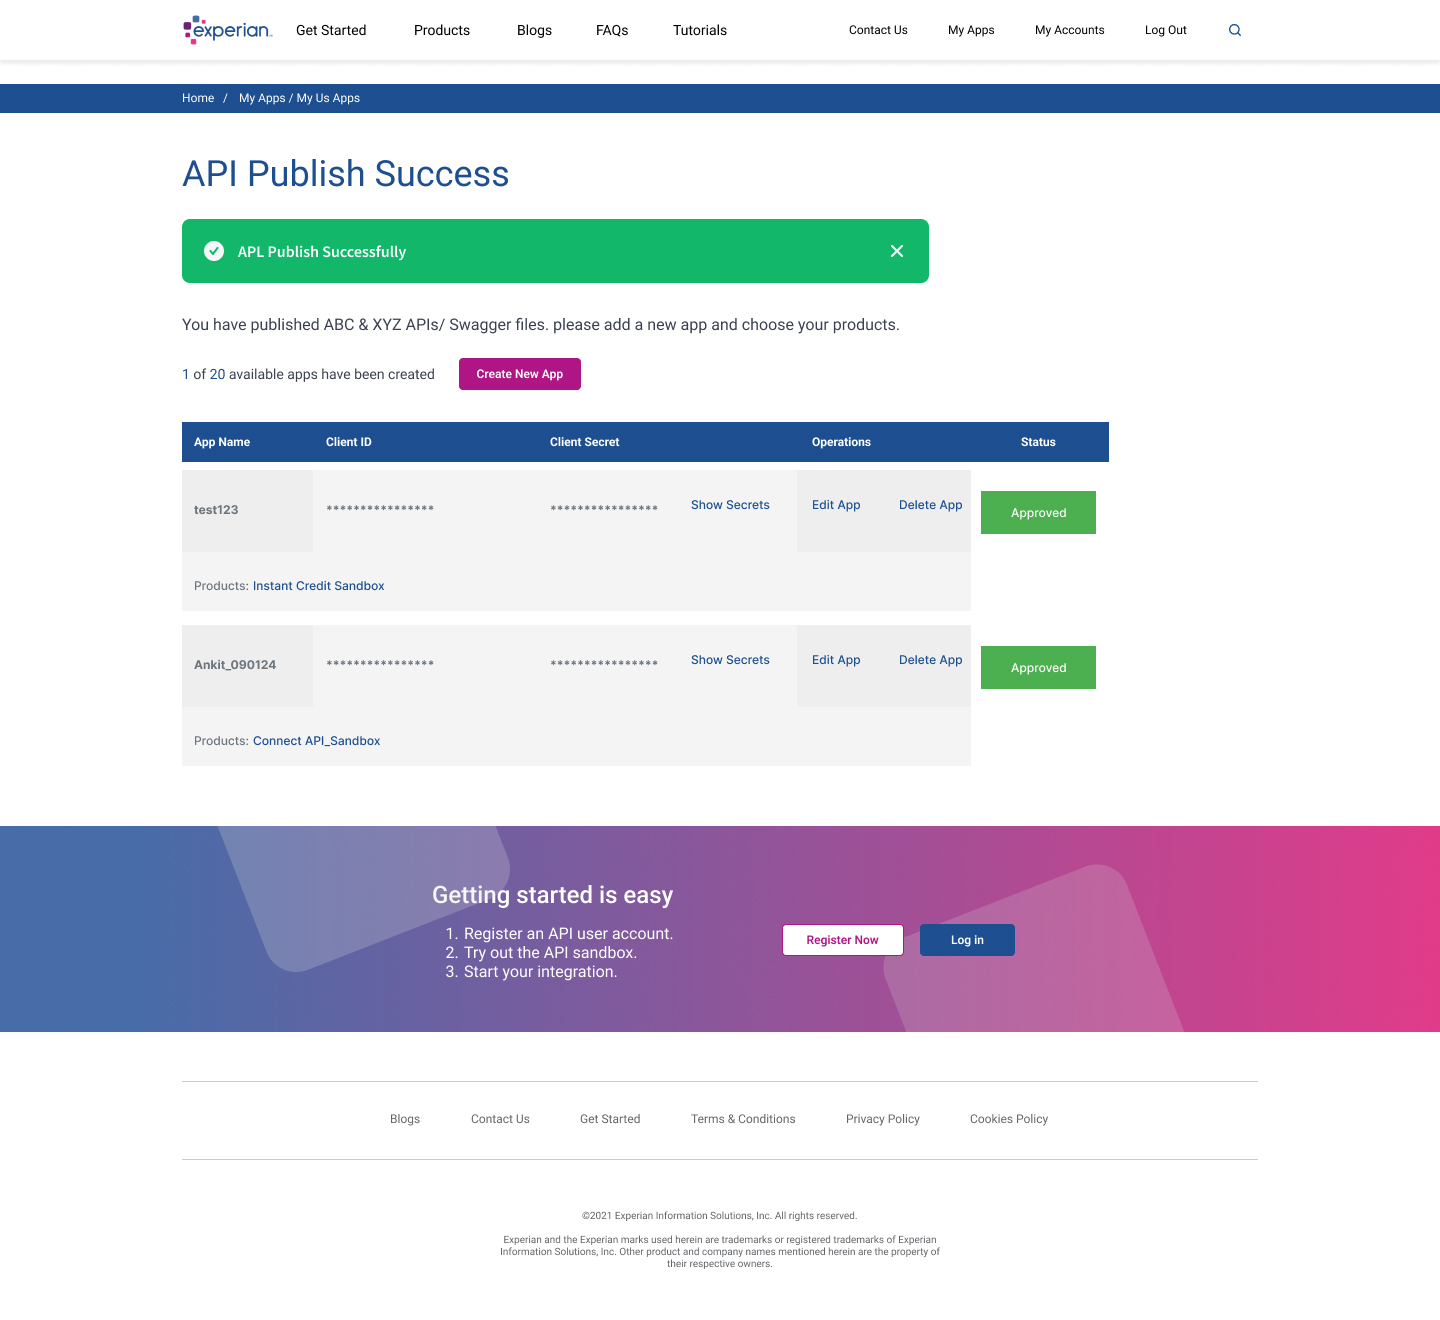 experian™ Get Started Products Blogs FAQs Tutorials Contact Us My Apps My Accounts Log Out
Home / My Apps / My Us Apps
API Publish Success
APL Publish Successfully
You have published ABC & XYZ APIs/ Swagger files. please add a new app and choose your products.
1 of 20 available apps have been created Create New App
App Name Client ID Client Secret Operations Status
test123 **************** **************** Show Secrets Edit App Delete App Approved
Products: Instant Credit Sandbox
Ankit_090124 **************** **************** Show Secrets Edit App Delete App Approved
Products: Connect API_Sandbox
Getting started is easy
1. Register an API user account.
2. Try out the API sandbox.
3. Start your integration.
Register Now Log in
Blogs Contact Us Get Started Terms & Conditions Privacy Policy Cookies Policy
©2021 Experian Information Solutions, Inc. All rights reserved.
Experian and the Experian marks used herein are trademarks or registered trademarks of Experian
Information Solutions, Inc. Other product and company names mentioned herein are the property of
their respective owners.